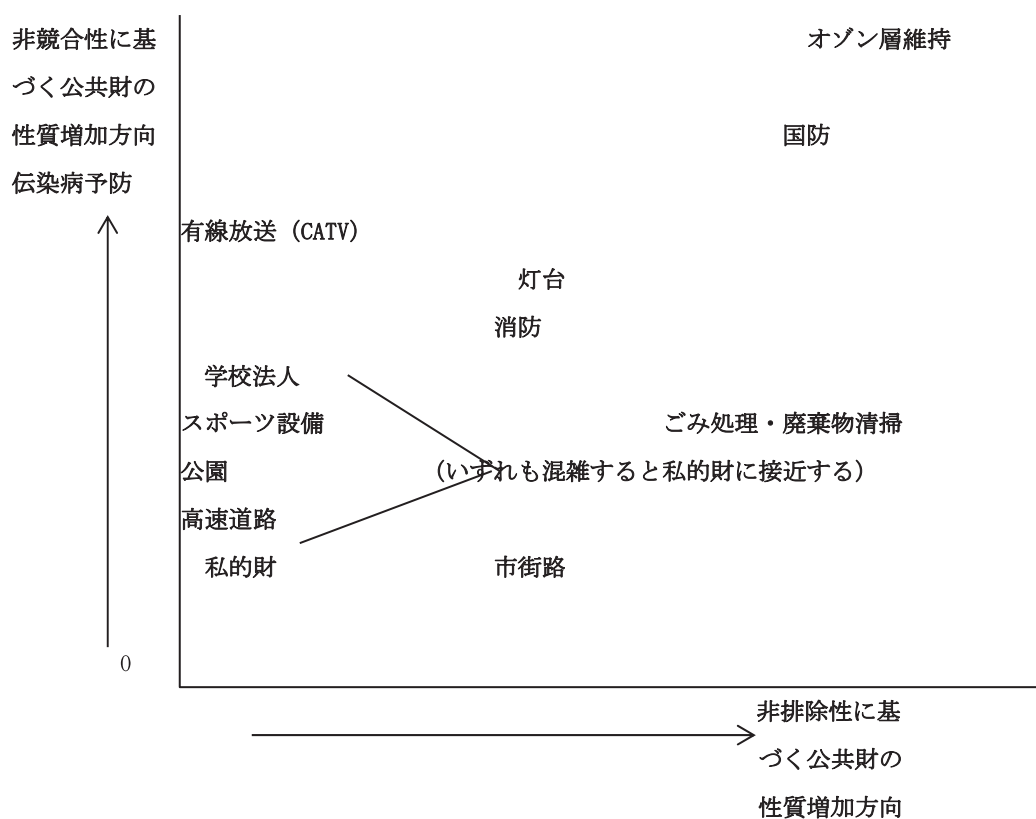 非競合性に基
づく公共財の
性質増加方向
伝染病予防
オゾン層維持
国防
有線放送（CATV）
灯台
消防
学校法人
スポーツ設備
ごみ処理・廃棄物清掃
公園
（いずれも混雑すると私的財に接近する）
高速道路
私的財
市街路
0
非排除性に基
づく公共財の
性質増加方向